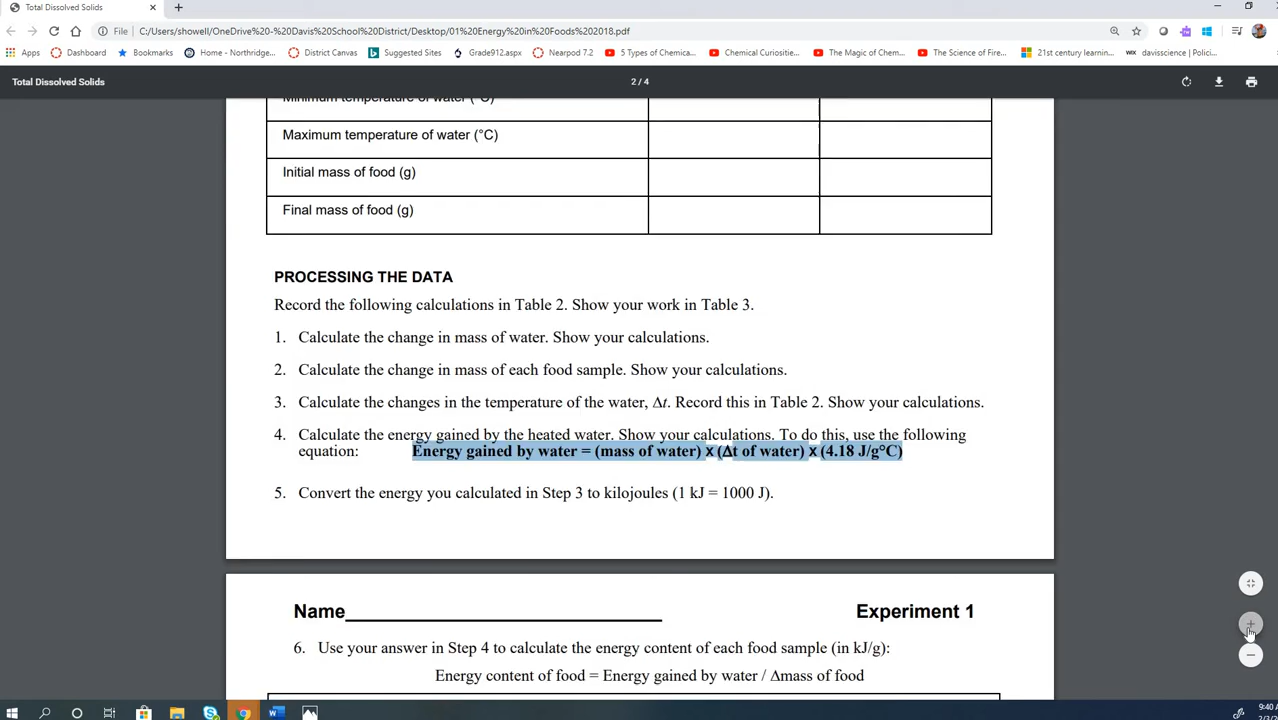 Total Dissolved Solids
File
C:/Users/showell/OneDrive%20-%20Davis%20School%20District/Desktop/01%20Energy%20in%20Foods%202018.pdf
Apps Dashboard Bookmarks Home - Northridge... District Canvas Suggested Sites Grade912.aspx Nearpod 7.2 5 Types of Chemica... Chemical Curiositie... The Magic of Chem... The Science of Fire... 21st century learnin... wix davisscience | Polici...
Total Dissolved Solids 2 / 4
Minimum temperature of water (°C)
Maximum temperature of water (°C)
Initial mass of food (g)
Final mass of food (g)
PROCESSING THE DATA
Record the following calculations in Table 2. Show your work in Table 3.
1. Calculate the change in mass of water. Show your calculations.
2. Calculate the change in mass of each food sample. Show your calculations.
3. Calculate the changes in the temperature of the water, Δt. Record this in Table 2. Show your calculations.
4. Calculate the energy gained by the heated water. Show your calculations. To do this, use the following
equation: Energy gained by water = (mass of water) x (Δt of water) x (4.18 J/g°C)
5. Convert the energy you calculated in Step 3 to kilojoules (1 kJ = 1000 J).
Name Experiment 1
6. Use your answer in Step 4 to calculate the energy content of each food sample (in kJ/g):
Energy content of food = Energy gained by water / Δmass of food
9:40